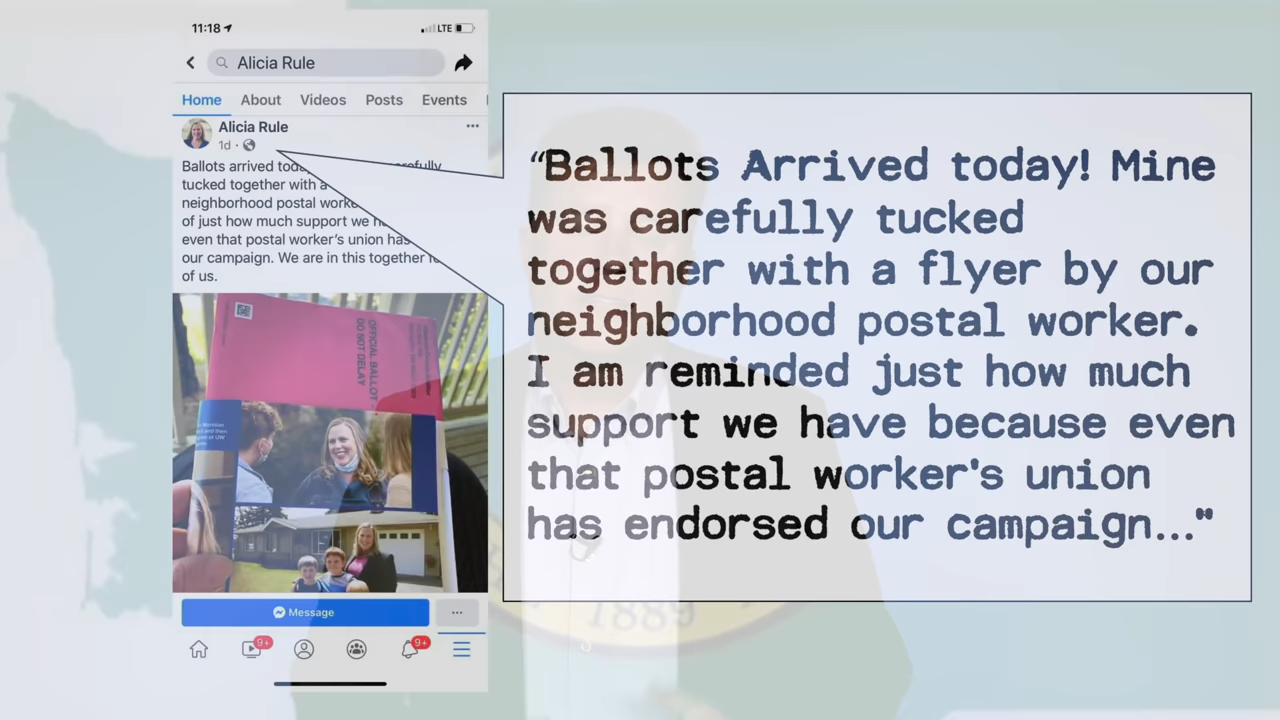 11:18
LTE
Alicia Rule
Home About Videos Posts Events
Alicia Rule
1d ·
Ballots arrived carefully
tucked together with a
neighborhood postal
of just how much support we
even that postal worker's union has
our campaign. We are in this together
of us.
OFFICIAL BALLOT
DO NOT DELAY
Message
9+
9+
“Ballots Arrived today! Mine
was carefully tucked
together with a flyer by our
neighborhood postal worker.
I am reminded just how much
support we have because even
that postal worker's union
has endorsed our campaign..."
1889